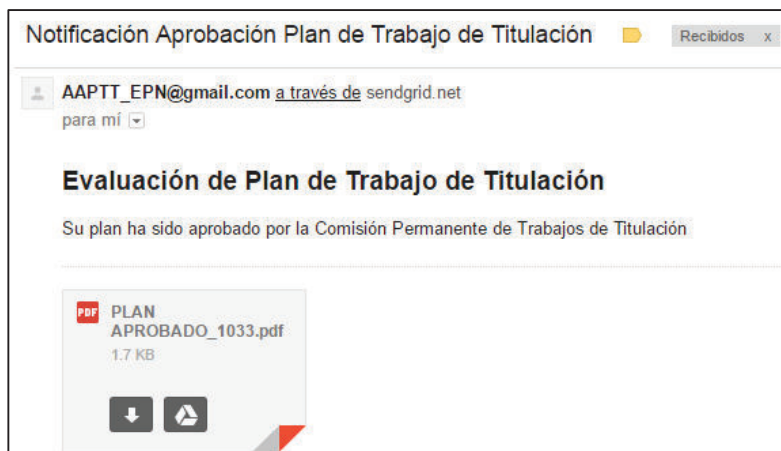 Notificación Aprobación Plan de Trabajo de Titulación Recibidos x
AAPTT_EPN@gmail.com a través de sendgrid.net
para mí
Evaluación de Plan de Trabajo de Titulación
Su plan ha sido aprobado por la Comisión Permanente de Trabajos de Titulación
PDF PLAN
APROBADO_1033.pdf
1.7 KB